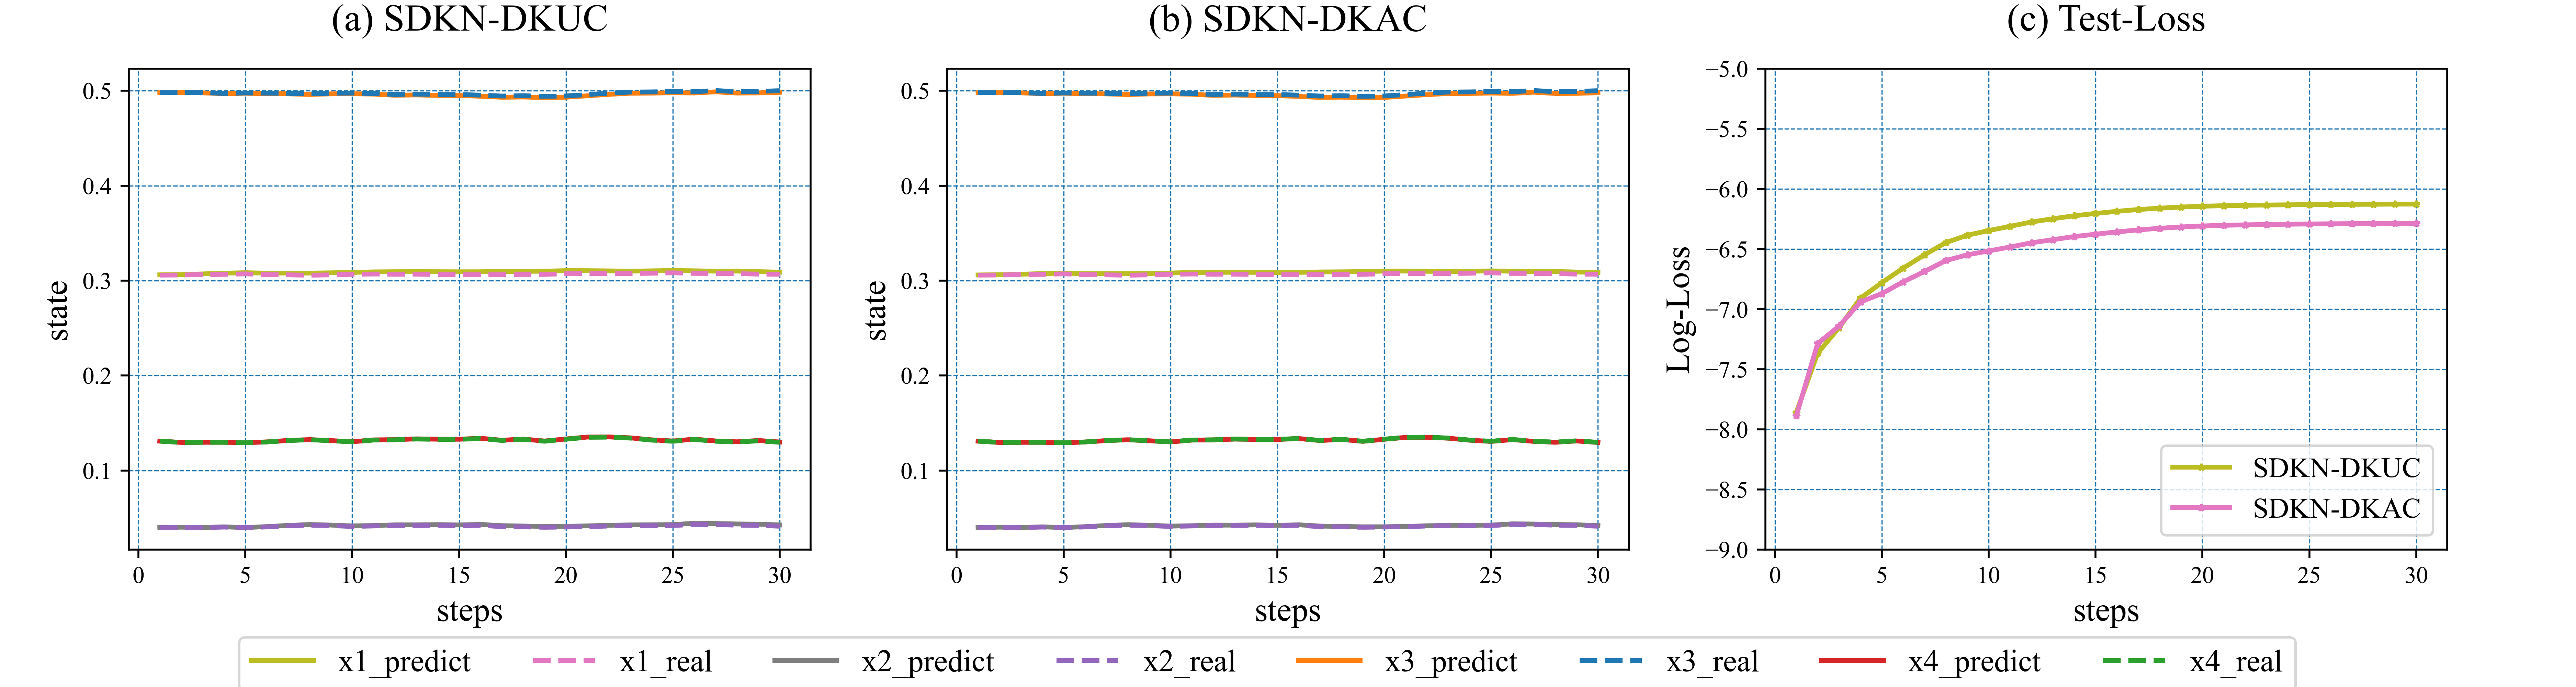 (a) SDKN-DKUC
0.5
0.4
0.3
0.2
0.1
state
0
5
10
15
20
25
30
steps
(b) SDKN-DKAC
0.5
0.4
0.3
0.2
0.1
state
0
5
10
15
20
25
30
steps
(c) Test-Loss
−5.0
−5.5
−6.0
−6.5
−7.0
−7.5
−8.0
−8.5
−9.0
Log-Loss
SDKN-DKUC
SDKN-DKAC
0
5
10
15
20
25
30
steps
x1_predict
x1_real
x2_predict
x2_real
x3_predict
x3_real
x4_predict
x4_real